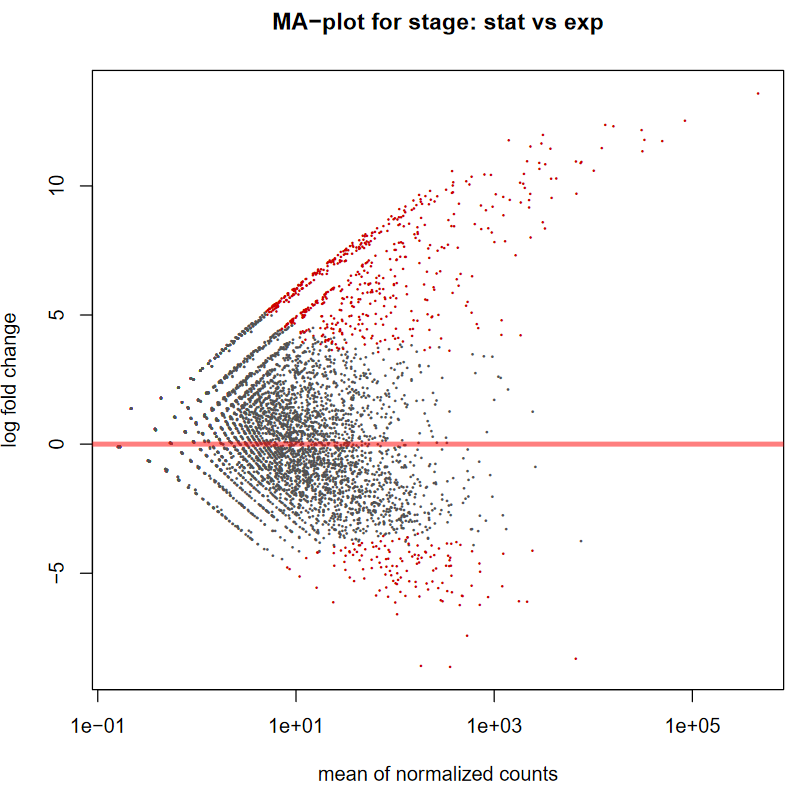 MA−plot for stage: stat vs exp
log fold change
10
5
0
−5
1e−01
1e+01
1e+03
1e+05
mean of normalized counts